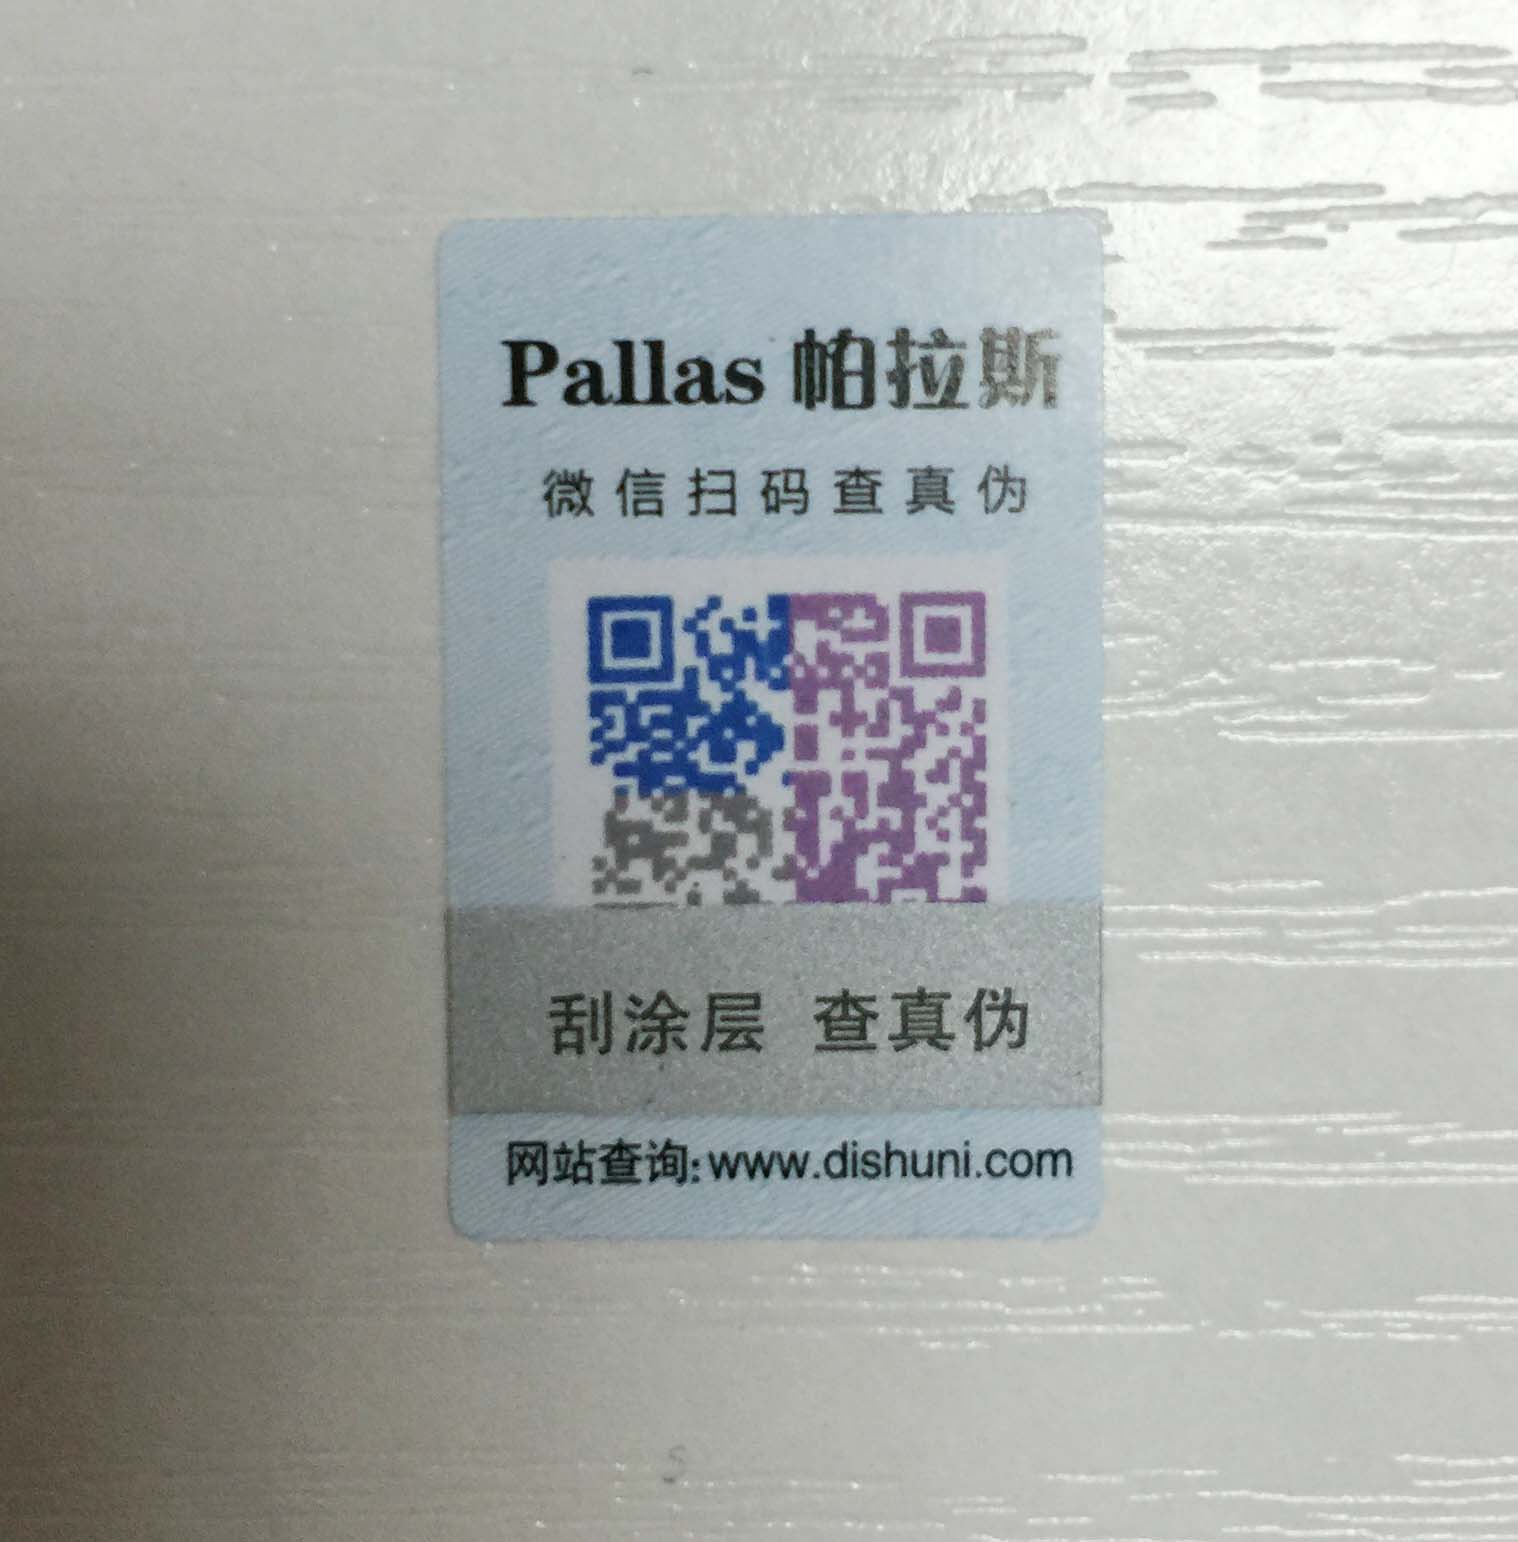 Pallas 帕拉斯
微信扫码查真伪
刮涂层 查真伪
网站查询:www.dishuni.com